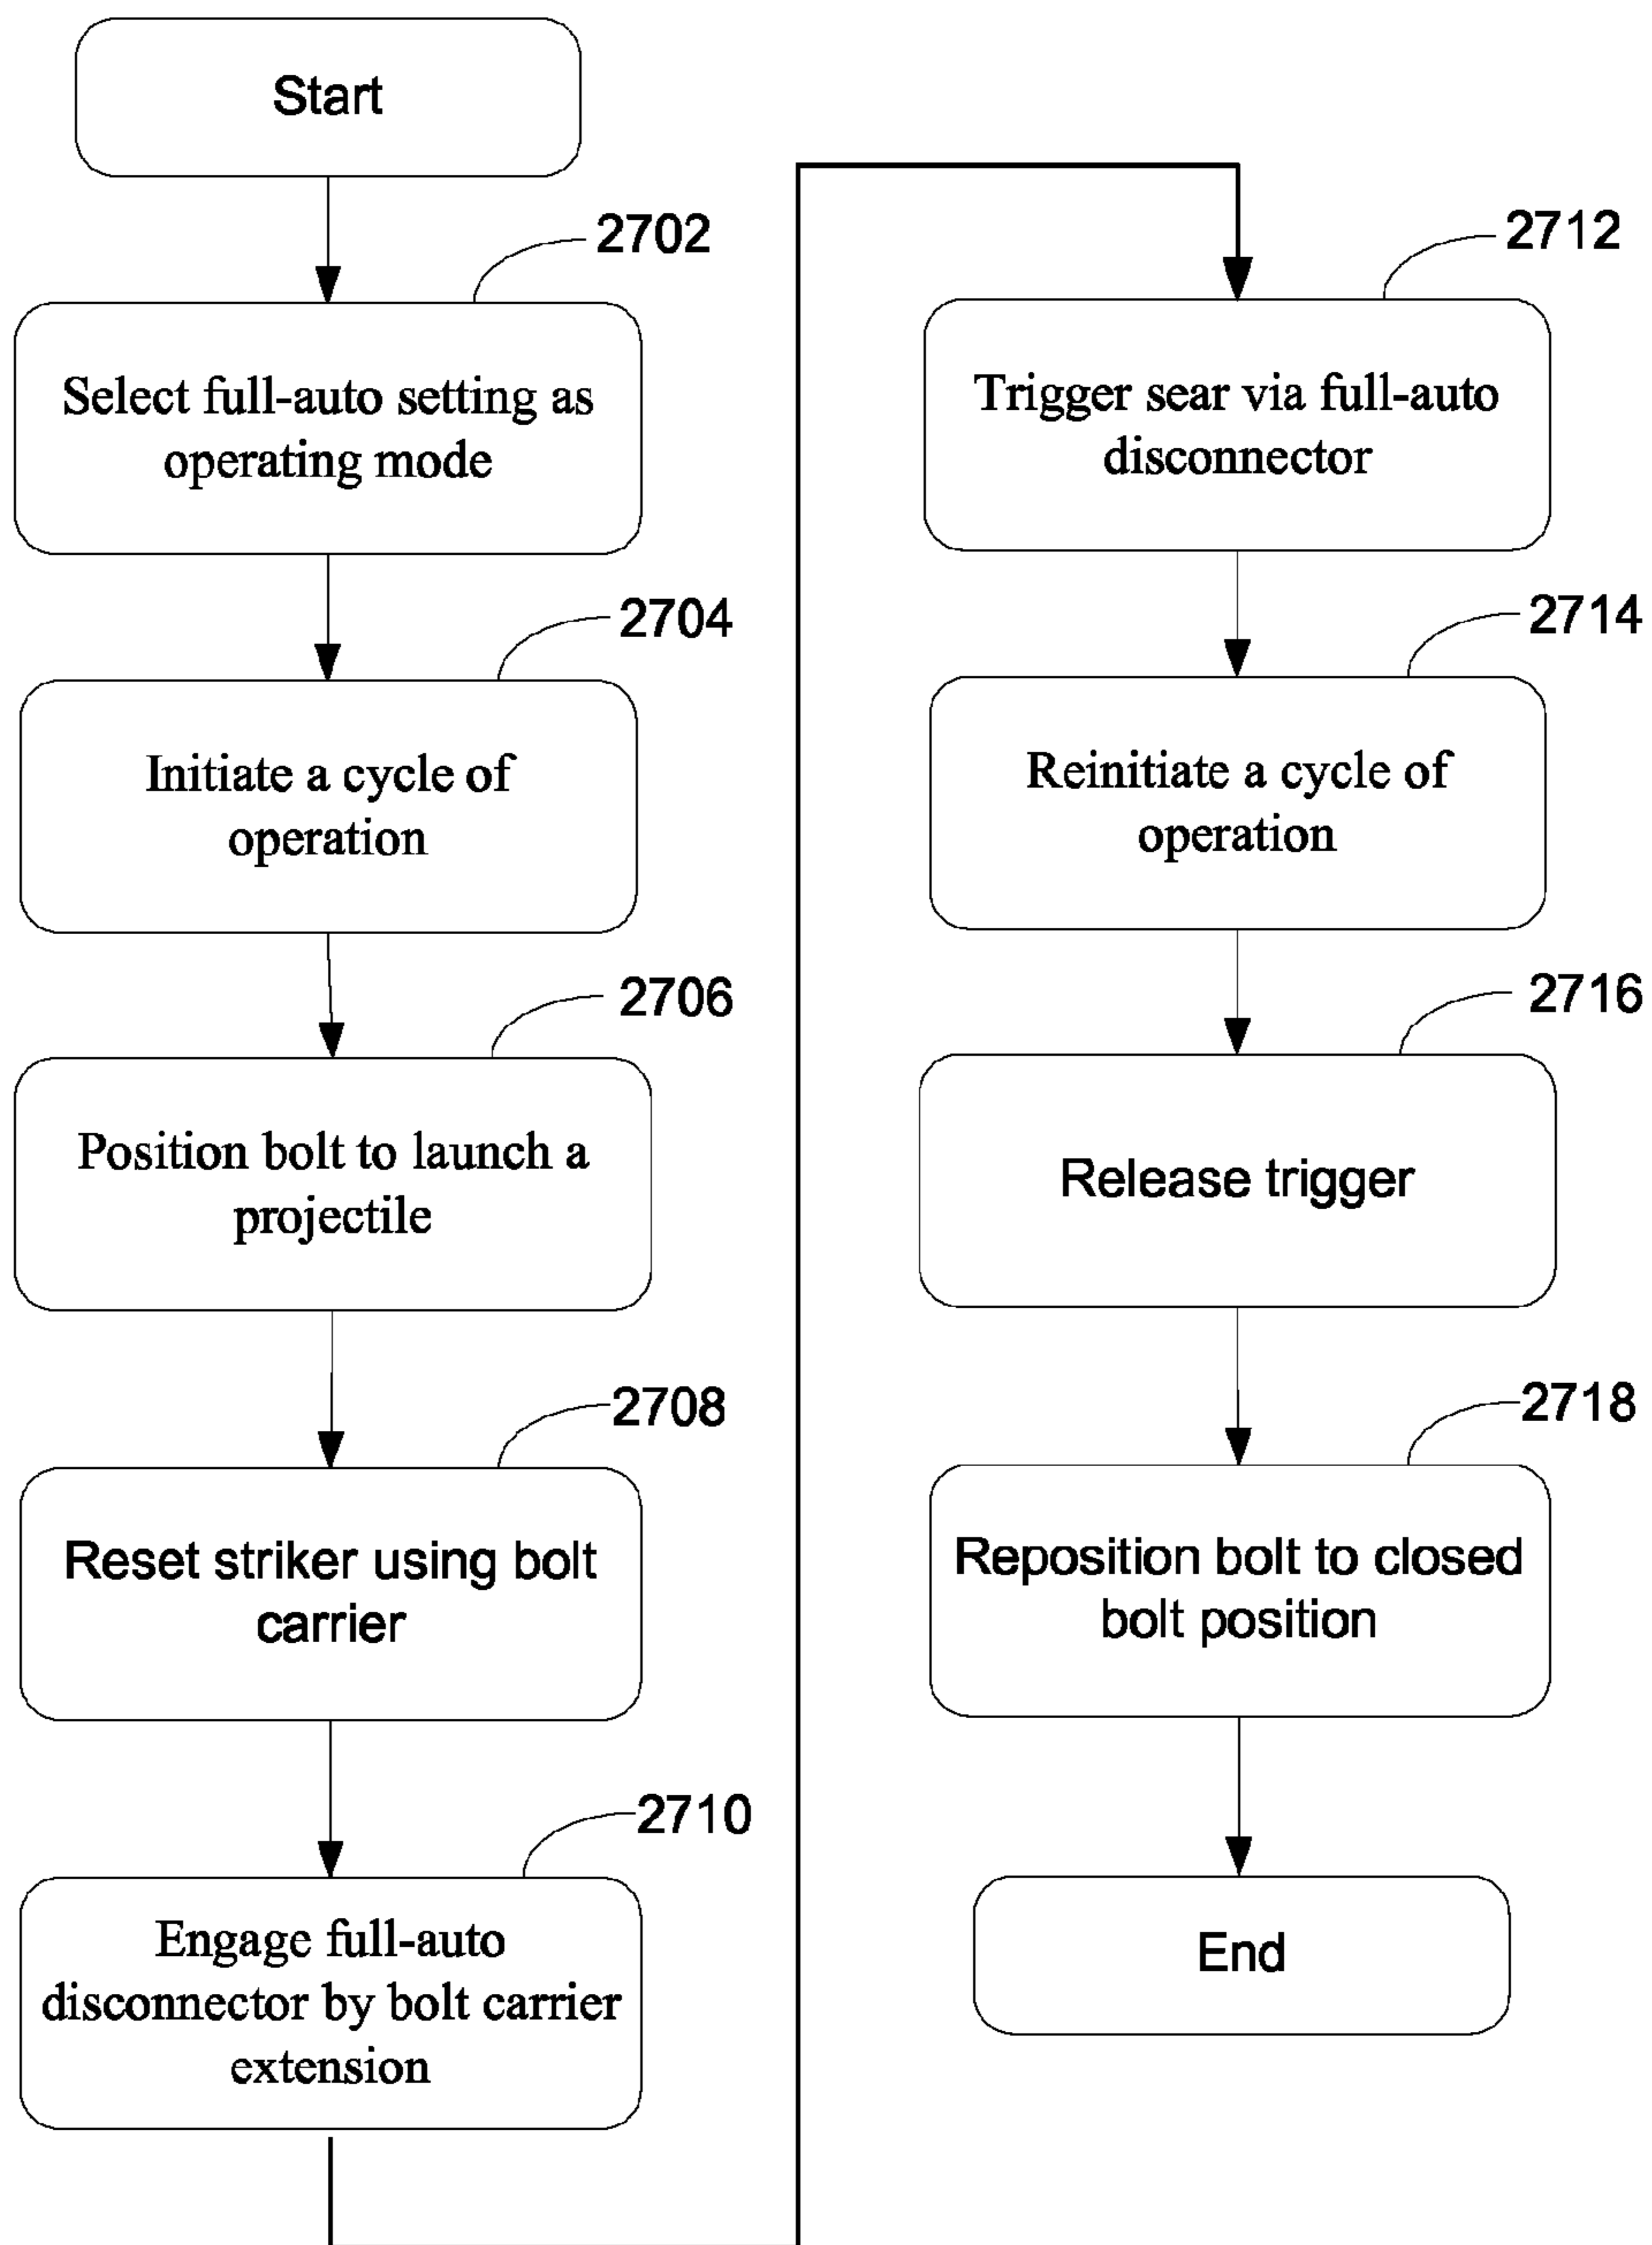 Start
2702
Select full-auto setting as
operating mode
2704
Initiate a cycle of
operation
2706
Position bolt to launch a
projectile
2708
Reset striker using bolt
carrier
2710
Engage full-auto
disconnector by bolt carrier
extension
2712
Trigger sear via full-auto
disconnector
2714
Reinitiate a cycle of
operation
2716
Release trigger
2718
Reposition bolt to closed
bolt position
End